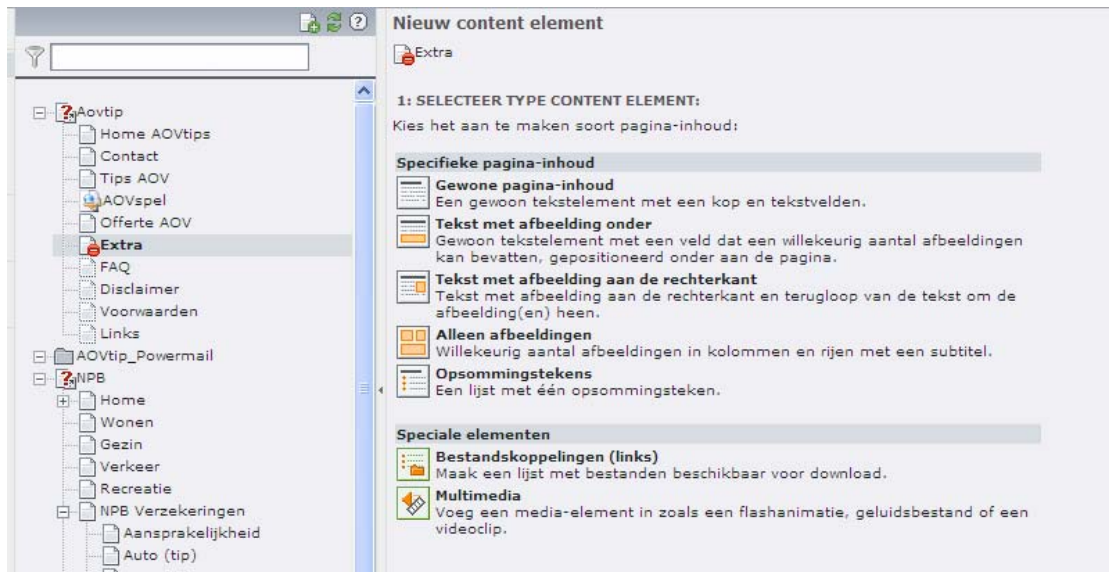 Aovtip
Home AOVtips
Contact
Tips AOV
AOVspel
Offerte AOV
Extra
FAQ
Disclaimer
Voorwaarden
Links
AOVtip_Powermail
NPB
Home
Wonen
Gezin
Verkeer
Recreatie
NPB Verzekeringen
Aansprakelijkheid
Auto (tip)
Nieuw content element
Extra
1: SELECTEER TYPE CONTENT ELEMENT:
Kies het aan te maken soort pagina-inhoud:
Specifieke pagina-inhoud
Gewone pagina-inhoud
Een gewoon tekstelement met een kop en tekstvelden.
Tekst met afbeelding onder
Gewoon tekstelement met een veld dat een willekeurig aantal afbeeldingen
kan bevatten, gepositioneerd onder aan de pagina.
Tekst met afbeelding aan de rechterkant
Tekst met afbeelding aan de rechterkant en terugloop van de tekst om de
afbeelding(en) heen.
Alleen afbeeldingen
Willekeurig aantal afbeeldingen in kolommen en rijen met een subtitel.
Opsommingstekens
Een lijst met één opsommingsteken.
Speciale elementen
Bestandskoppelingen (links)
Maak een lijst met bestanden beschikbaar voor download.
Multimedia
Voeg een media-element in zoals een flashanimatie, geluidsbestand of een
videoclip.